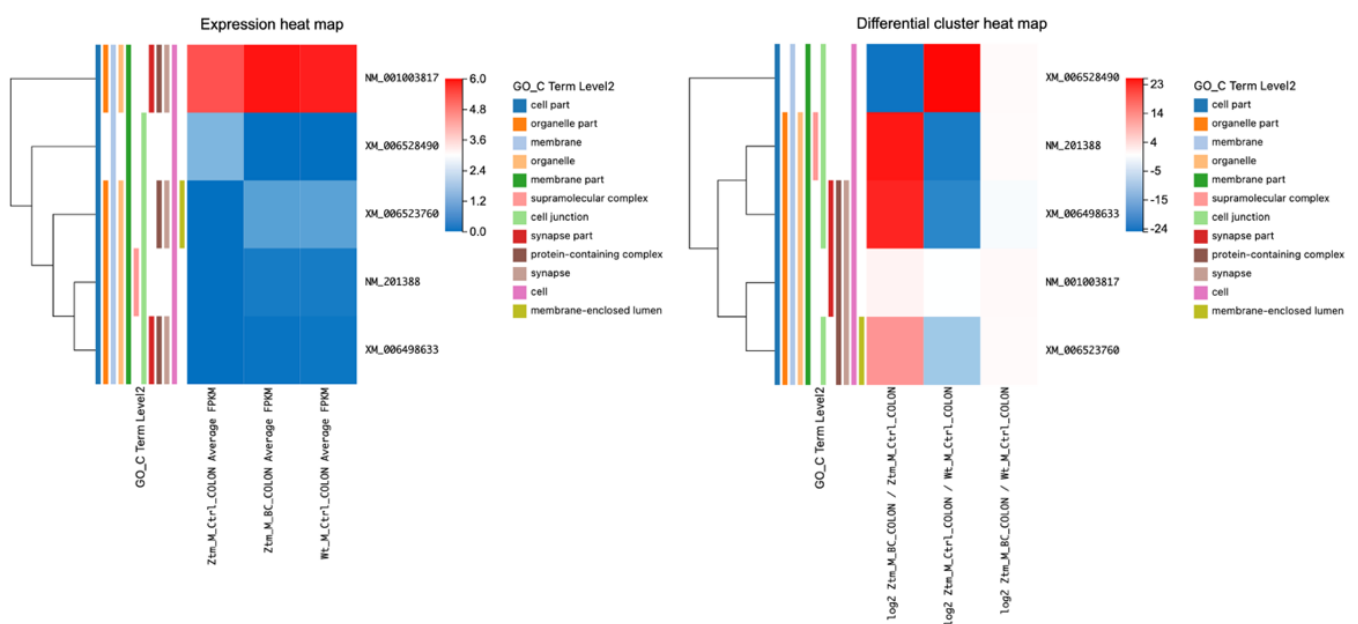 Expression heat map
NM_001003817
XM_006528490
XM_006523760
NM_201388
XM_006498633
6.0
4.8
3.6
2.4
1.2
0.0
GO_C Term Level2
cell part
organelle part
membrane
organelle
membrane part
supramolecular complex
cell junction
synapse part
protein-containing complex
synapse
cell
membrane-enclosed lumen
GO_C Term Level2
Ztm_M_Ctrl_COLON Average FPKM
Ztm_M_BC_COLON Average FPKM
Wt_M_Ctrl_COLON Average FPKM
Differential cluster heat map
XM_006528490
NM_201388
XM_006498633
NM_001003817
XM_006523760
23
14
4
-5
-15
-24
GO_C Term Level2
cell part
organelle part
membrane
organelle
membrane part
supramolecular complex
cell junction
synapse part
protein-containing complex
synapse
cell
membrane-enclosed lumen
GO_C Term Level2
log2 Ztm_M_BC_COLON / Ztm_M_Ctrl_COLON
log2 Ztm_M_Ctrl_COLON / Wt_M_Ctrl_COLON
log2 Ztm_M_BC_COLON / Wt_M_Ctrl_COLON